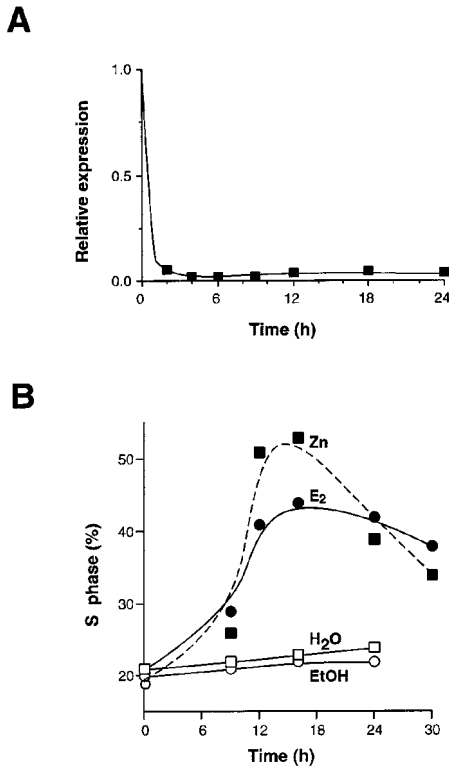 A
Relative expression
1.0
0.5
0.0
0 6 12 18 24
Time (h)
B
S phase (%)
50
40
30
20
Zn
E2
H2O
EtOH
0 6 12 18 24 30
Time (h)